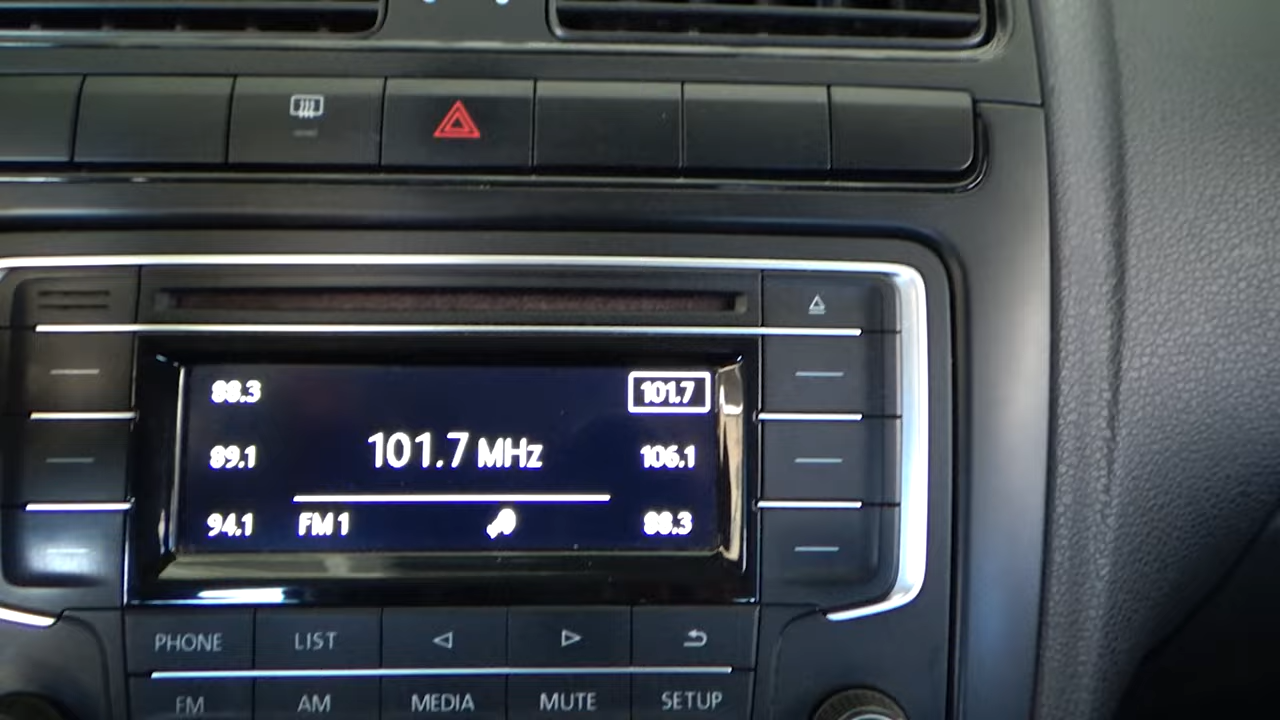 88.3 101.7
101.7 MHz
89.1 106.1
94.1 FM 1 88.3
PHONE LIST
FM AM MEDIA MUTE SETUP